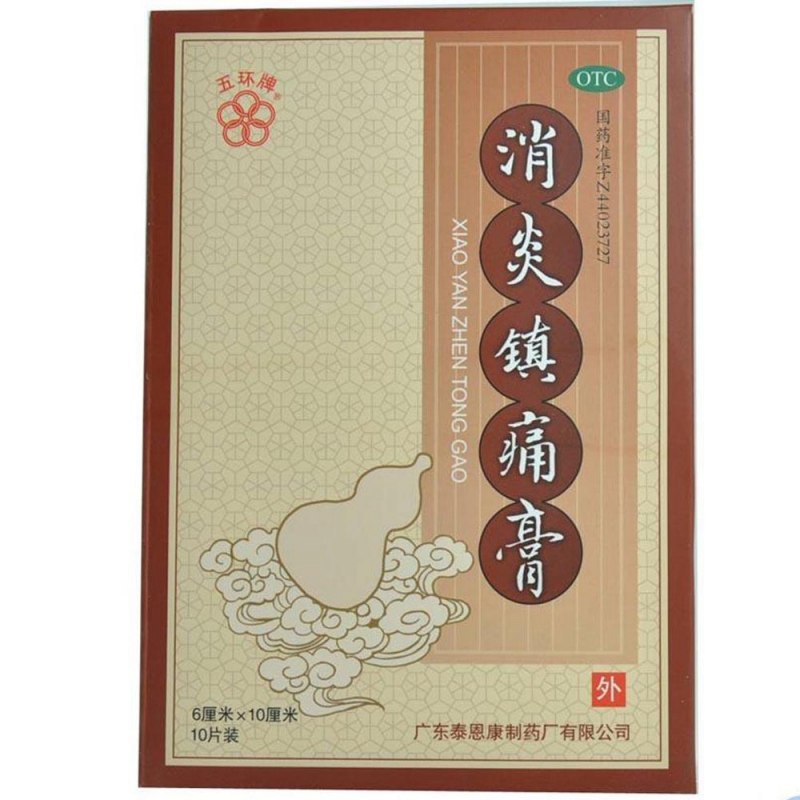 五环牌
®
OTC
国药准字Z44023727
消炎镇痛膏
XIAO YAN ZHEN TONG GAO
外
6厘米×10厘米
10片装
广东泰恩康制药厂有限公司